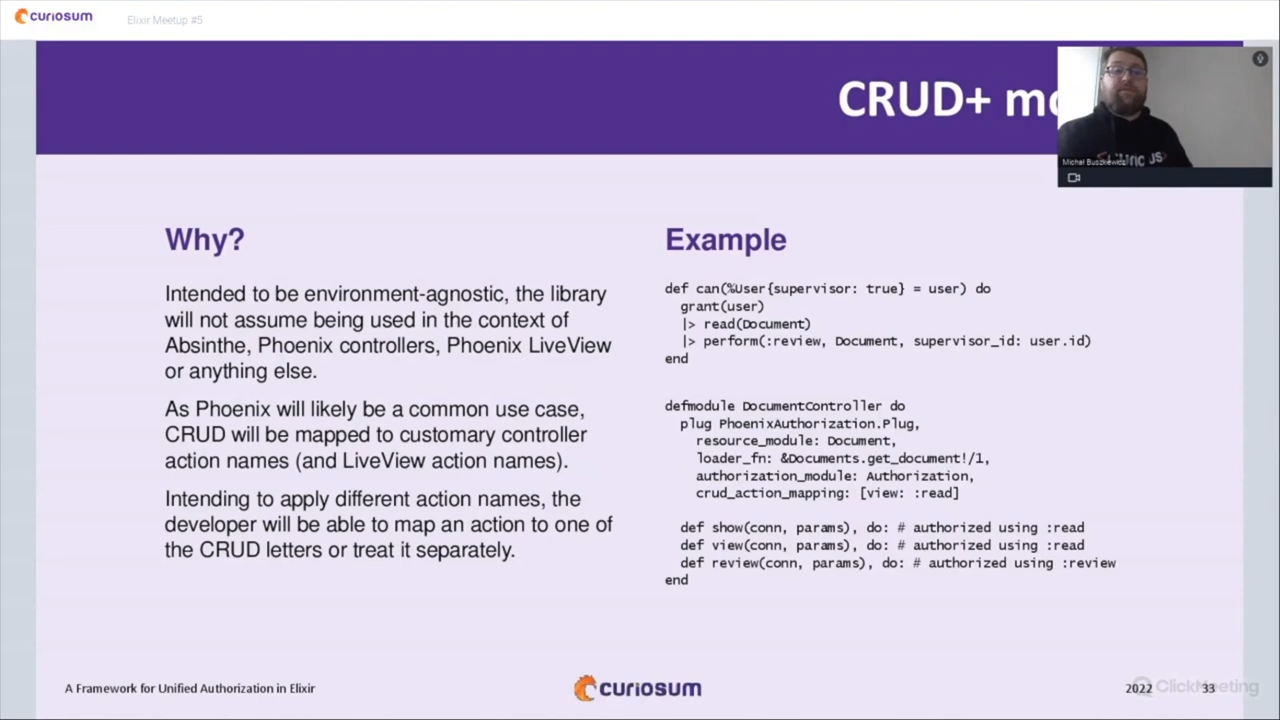 curiosum
Elixir Meetup #5
CRUD+
Michał Buszkiewicz
Why?
Intended to be environment-agnostic, the library
will not assume being used in the context of
Absinthe, Phoenix controllers, Phoenix LiveView
or anything else.
As Phoenix will likely be a common use case,
CRUD will be mapped to customary controller
action names (and LiveView action names).
Intending to apply different action names, the
developer will be able to map an action to one of
the CRUD letters or treat it separately.
Example
def can(%User{supervisor: true} = user) do
grant(user)
|> read(Document)
|> perform(:review, Document, supervisor_id: user.id)
end
defmodule DocumentController do
plug PhoenixAuthorization.Plug,
resource_module: Document,
loader_fn: &Documents.get_document!/1,
authorization_module: Authorization,
crud_action_mapping: [view: :read]
def show(conn, params), do: # authorized using :read
def view(conn, params), do: # authorized using :read
def review(conn, params), do: # authorized using :review
end
A Framework for Unified Authorization in Elixir
curiosum
2022
ClickMeeting
33